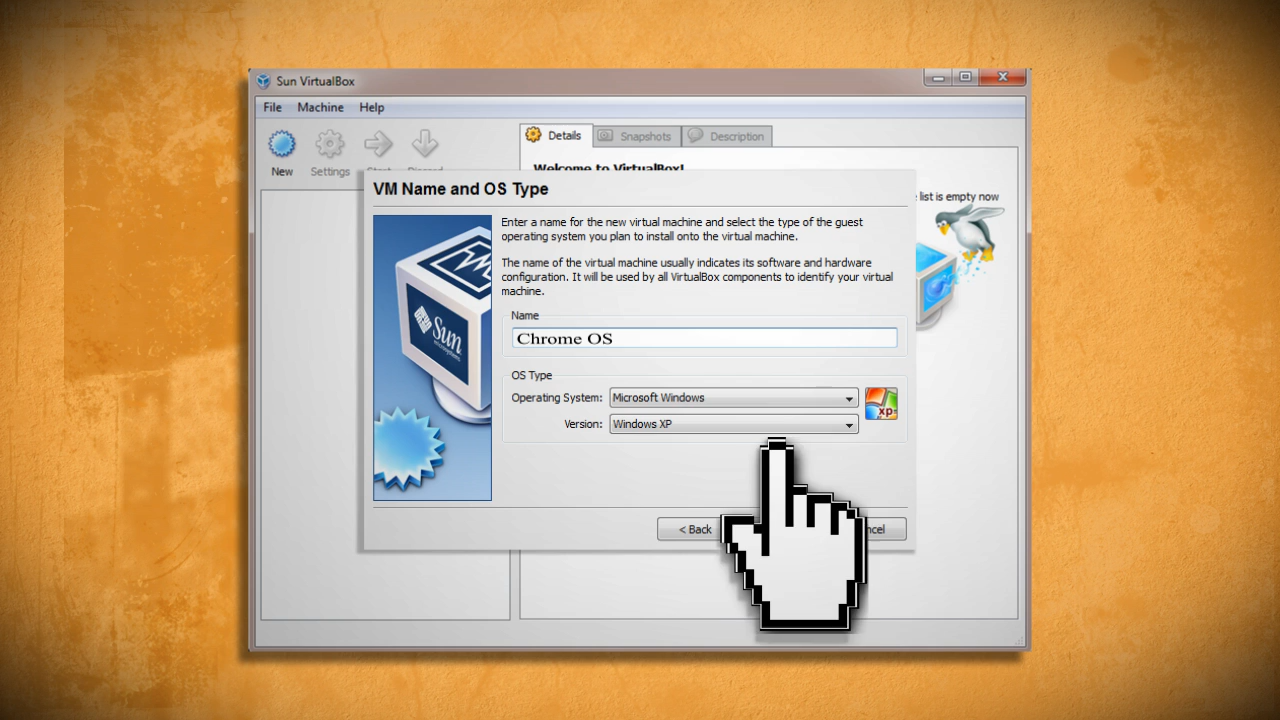 Sun VirtualBox
File Machine Help
New Settings
Details Snapshots Description
Welcome to VirtualBox!
list is empty now
VM Name and OS Type
Enter a name for the new virtual machine and select the type of the guest
operating system you plan to install onto the virtual machine.
The name of the virtual machine usually indicates its software and hardware
configuration. It will be used by all VirtualBox components to identify your virtual
machine.
Sun
microsystems
Name
Chrome OS
OS Type
Operating System: Microsoft Windows
xp
Version: Windows XP
< Back